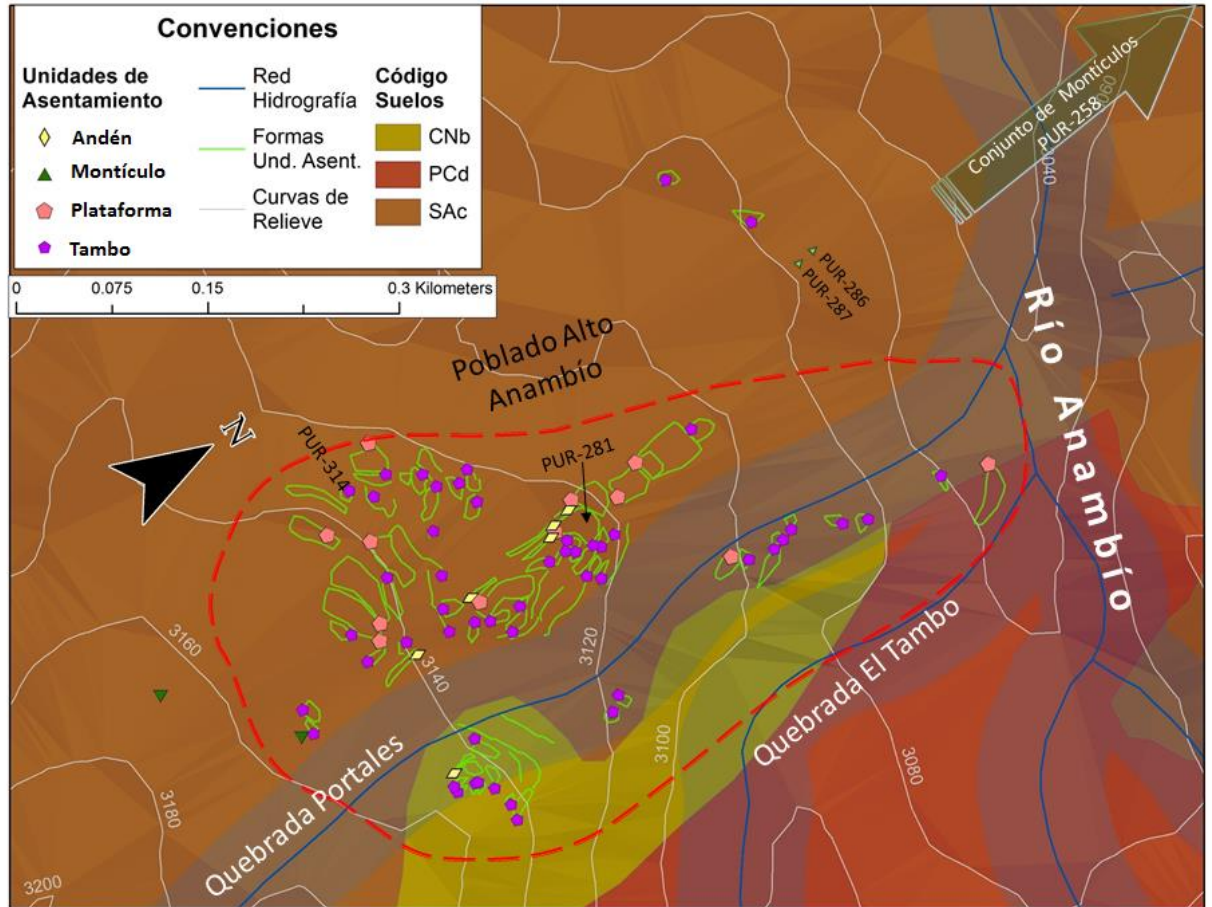 Convenciones
Unidades de
Asentamiento
Andén
Montículo
Plataforma
Tambo
Red
Hidrografía
Formas
Und. Asent.
Curvas de
Relieve
Código
Suelos
CNb
PCd
SAc
0 0.075 0.15 0.3 Kilometers
Conjunto de Montículos
PUR-258
3060
3040
PUR-286
PUR-287
Río Anambío
Poblado Alto
Anambío
N
PUR-314
PUR-281
3160
3140
3120
3100
3080
3180
3200
Quebrada Portales
Quebrada El Tambo